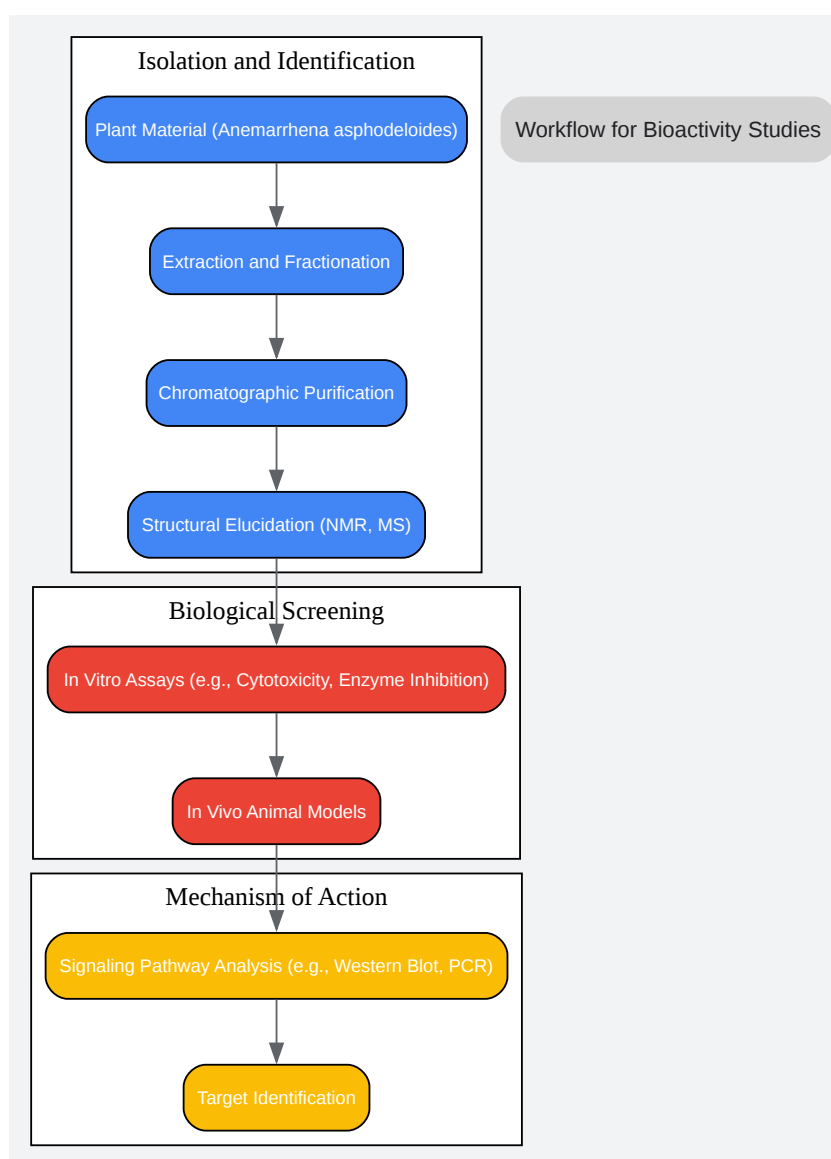 Isolation and Identification
Plant Material (Anemarrhena asphodeloides)
Workflow for Bioactivity Studies
Extraction and Fractionation
Chromatographic Purification
Structural Elucidation (NMR, MS)
Biological Screening
In Vitro Assays (e.g., Cytotoxicity, Enzyme Inhibition)
In Vivo Animal Models
Mechanism of Action
Signaling Pathway Analysis (e.g., Western Blot, PCR)
Target Identification